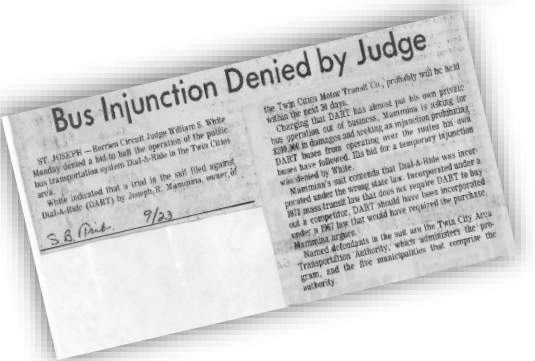 Bus Injunction Denied by Judge
ST. JOSEPH — Berrien Circuit Judge William S. White
Monday denied a bid to halt the operation of the public
bus transportation system Dial-A-Ride in the Twin Cities
area.
White indicated that a trial in the suit filed against
Dial-A-Ride (DART) by Joseph R. Mammina, owner of
S B Trib. 9/23
the Twin Cities Motor Transit Co., probably will be held
within the next 30 days.
Charging that DART has almost put his own private
bus operation out of business, Mammina is asking for
in damages and seeking an injunction prohibiting
DART buses from operating over the routes his own
buses have followed. His bid for a temporary injunction
was denied by White.
Mammina's suit contends that Dial-A-Ride was incor-
porated under the wrong state law. Incorporated under a
mass transit law that does not require DART to buy
out a competitor, DART should have been incorporated
under a 1967 law that would have required the purchase,
Mammina argues.
Named defendants in the suit are the Twin City Area
Transportation Authority, which administers the pro-
gram, and the five municipalities that comprise the
authority.